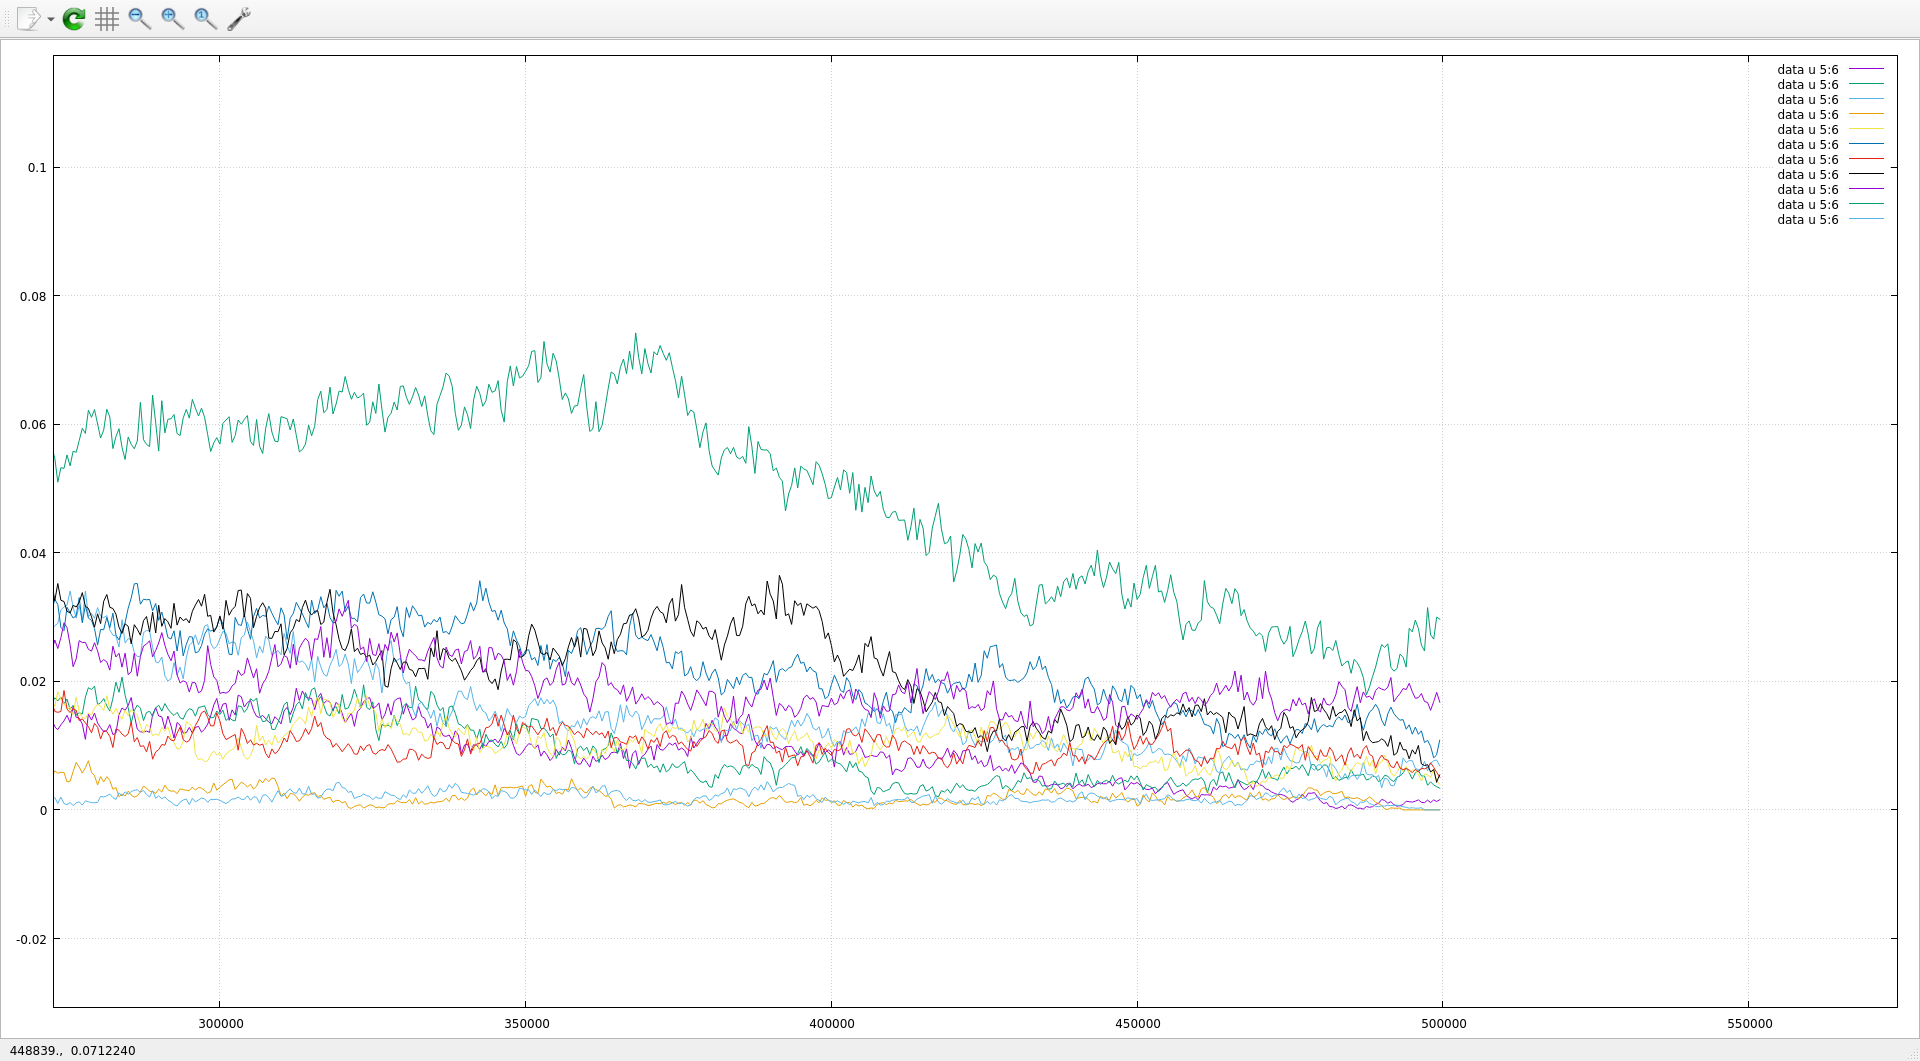 data u 5:6
data u 5:6
data u 5:6
data u 5:6
data u 5:6
data u 5:6
data u 5:6
data u 5:6
data u 5:6
data u 5:6
data u 5:6
0.1
0.08
0.06
0.04
0.02
0
-0.02
300000 350000 400000 450000 500000 550000
448839., 0.0712240